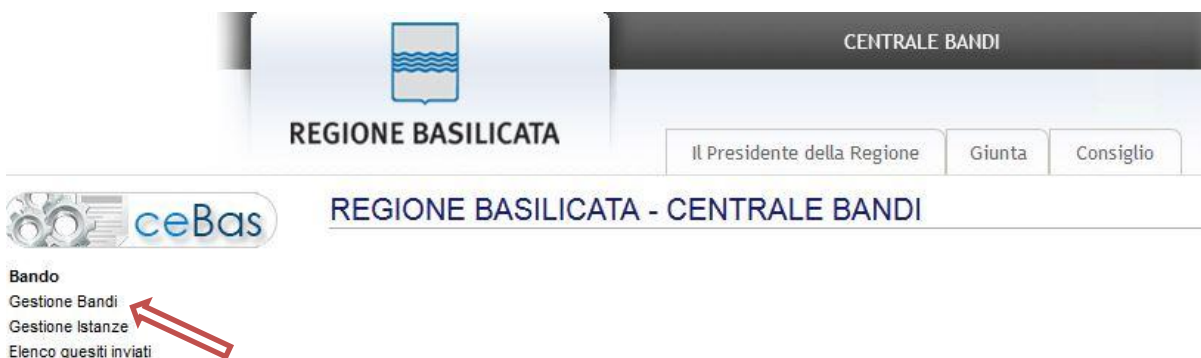 CENTRALE BANDI
REGIONE BASILICATA
Il Presidente della Regione
Giunta
Consiglio
ceBas
REGIONE BASILICATA - CENTRALE BANDI
Bando
Gestione Bandi
Gestione Istanze
Elenco quesiti inviati